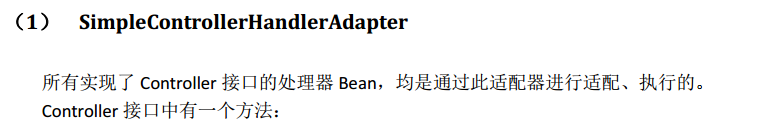 （1） SimpleControllerHandlerAdapter
所有实现了 Controller 接口的处理器 Bean，均是通过此适配器进行适配、执行的。
Controller 接口中有一个方法：